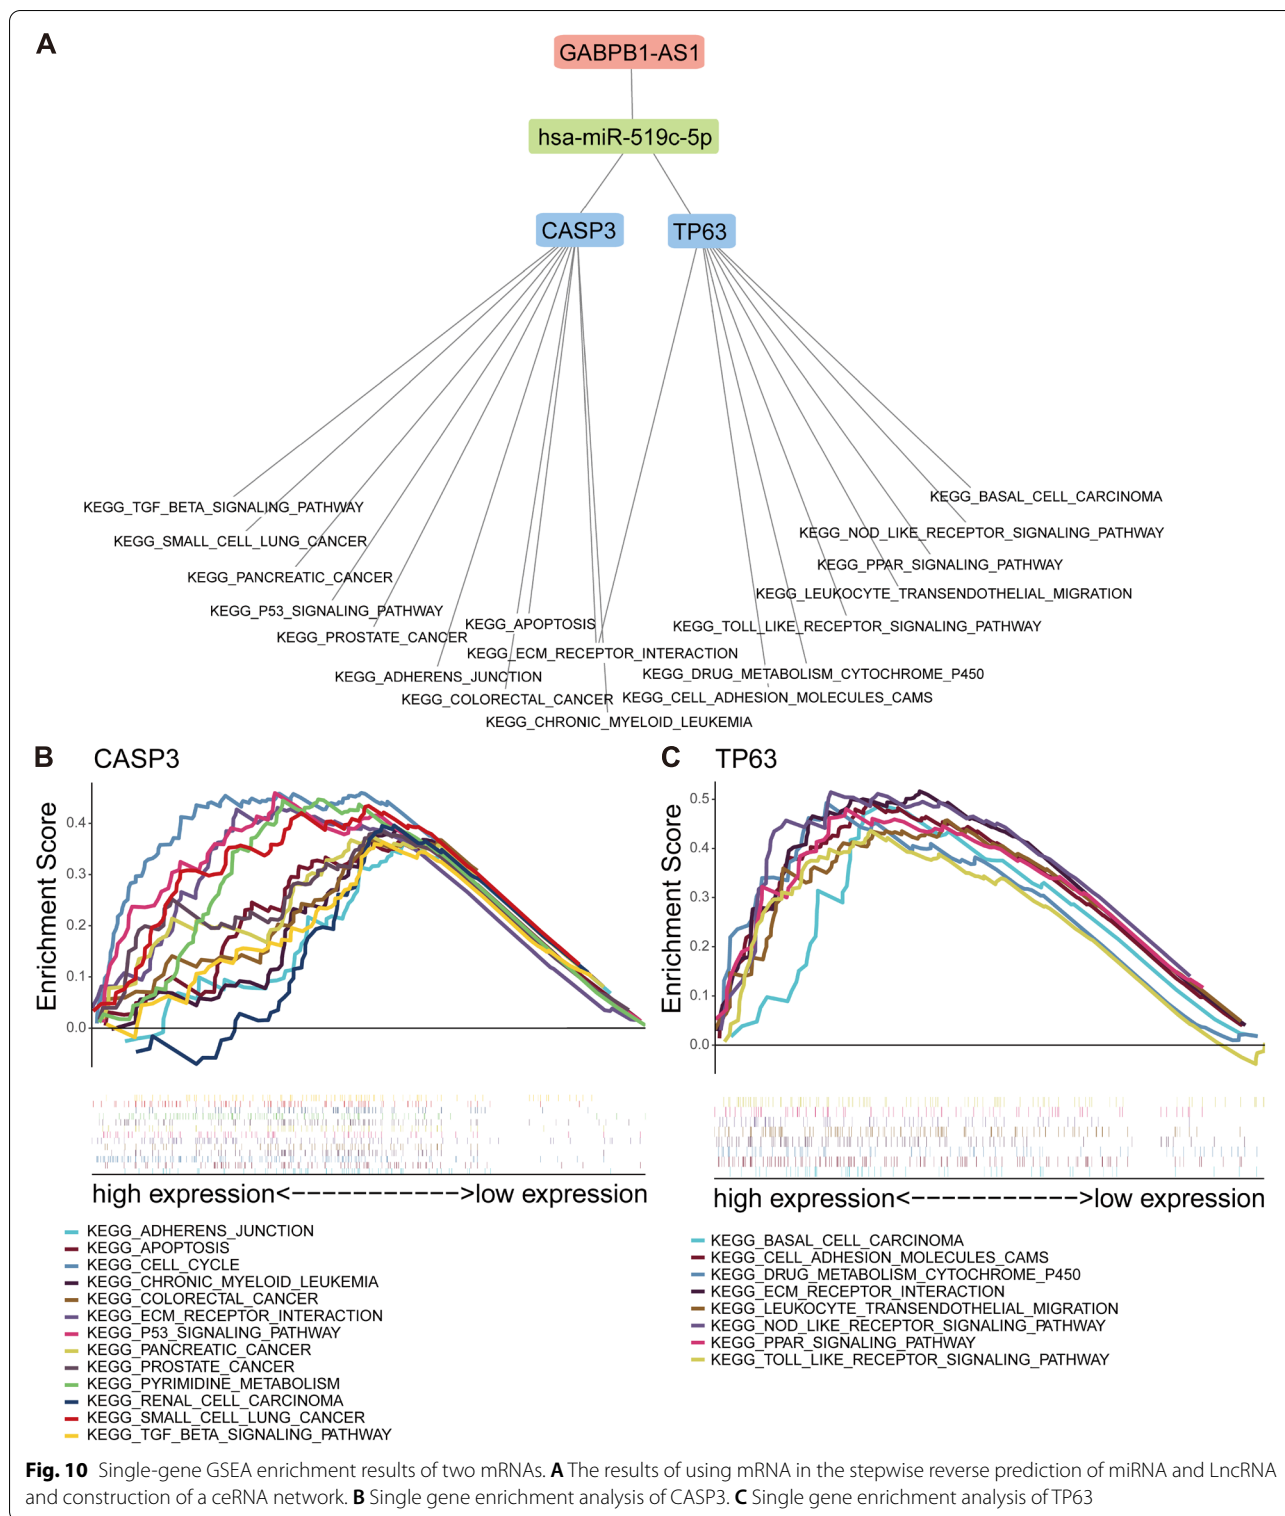 A
GABPB1-AS1
hsa-miR-519c-5p
CASP3
TP63
KEGG_BASAL_CELL_CARCINOMA
KEGG_TGF_BETA_SIGNALING_PATHWAY
KEGG_NOD_LIKE_RECEPTOR_SIGNALING_PATHWAY
KEGG_SMALL_CELL_LUNG_CANCER
KEGG_PPAR_SIGNALING_PATHWAY
KEGG_PANCREATIC_CANCER
KEGG_LEUKOCYTE_TRANSENDOTHELIAL_MIGRATION
KEGG_P53_SIGNALING_PATHWAY
KEGG_APOPTOSIS
KEGG_TOLL_LIKE_RECEPTOR_SIGNALING_PATHWAY
KEGG_PROSTATE_CANCER
KEGG_ECM_RECEPTOR_INTERACTION
KEGG_ADHERENS_JUNCTION
KEGG_DRUG_METABOLISM_CYTOCHROME_P450
KEGG_COLORECTAL_CANCER
KEGG_CELL_ADHESION_MOLECULES_CAMS
KEGG_CHRONIC_MYELOID_LEUKEMIA
B
CASP3
Enrichment Score
0.4
0.3
0.2
0.1
0.0
high expression<----------->low expression
KEGG_ADHERENS_JUNCTION
KEGG_APOPTOSIS
KEGG_CELL_CYCLE
KEGG_CHRONIC_MYELOID_LEUKEMIA
KEGG_COLORECTAL_CANCER
KEGG_ECM_RECEPTOR_INTERACTION
KEGG_P53_SIGNALING_PATHWAY
KEGG_PANCREATIC_CANCER
KEGG_PROSTATE_CANCER
KEGG_PYRIMIDINE_METABOLISM
KEGG_RENAL_CELL_CARCINOMA
KEGG_SMALL_CELL_LUNG_CANCER
KEGG_TGF_BETA_SIGNALING_PATHWAY
C
TP63
Enrichment Score
0.5
0.4
0.3
0.2
0.1
0.0
high expression<----------->low expression
KEGG_BASAL_CELL_CARCINOMA
KEGG_CELL_ADHESION_MOLECULES_CAMS
KEGG_DRUG_METABOLISM_CYTOCHROME_P450
KEGG_ECM_RECEPTOR_INTERACTION
KEGG_LEUKOCYTE_TRANSENDOTHELIAL_MIGRATION
KEGG_NOD_LIKE_RECEPTOR_SIGNALING_PATHWAY
KEGG_PPAR_SIGNALING_PATHWAY
KEGG_TOLL_LIKE_RECEPTOR_SIGNALING_PATHWAY
Fig. 10 Single-gene GSEA enrichment results of two mRNAs. A The results of using mRNA in the stepwise reverse prediction of miRNA and LncRNA
and construction of a ceRNA network. B Single gene enrichment analysis of CASP3. C Single gene enrichment analysis of TP63